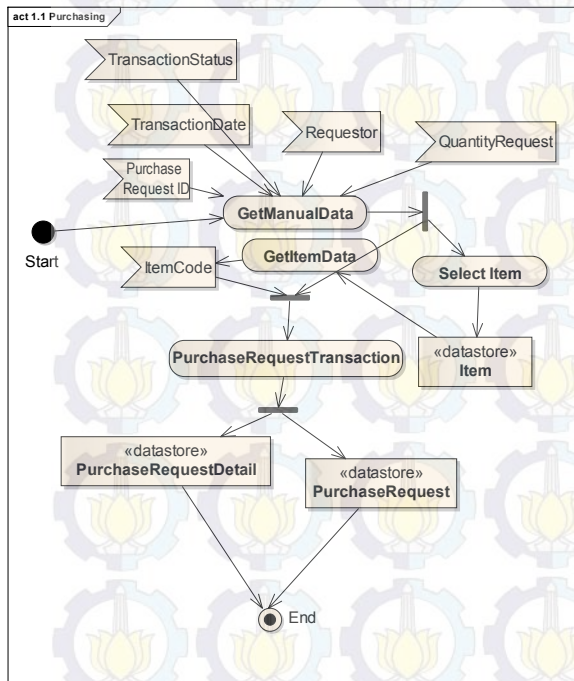 act 1.1 Purchasing
TransactionStatus
TransactionDate
Requestor
QuantityRequest
Purchase
Request ID
GetManualData
Start
GetItemData
ItemCode
Select Item
PurchaseRequestTransaction
«datastore»
Item
«datastore»
PurchaseRequestDetail
«datastore»
PurchaseRequest
End